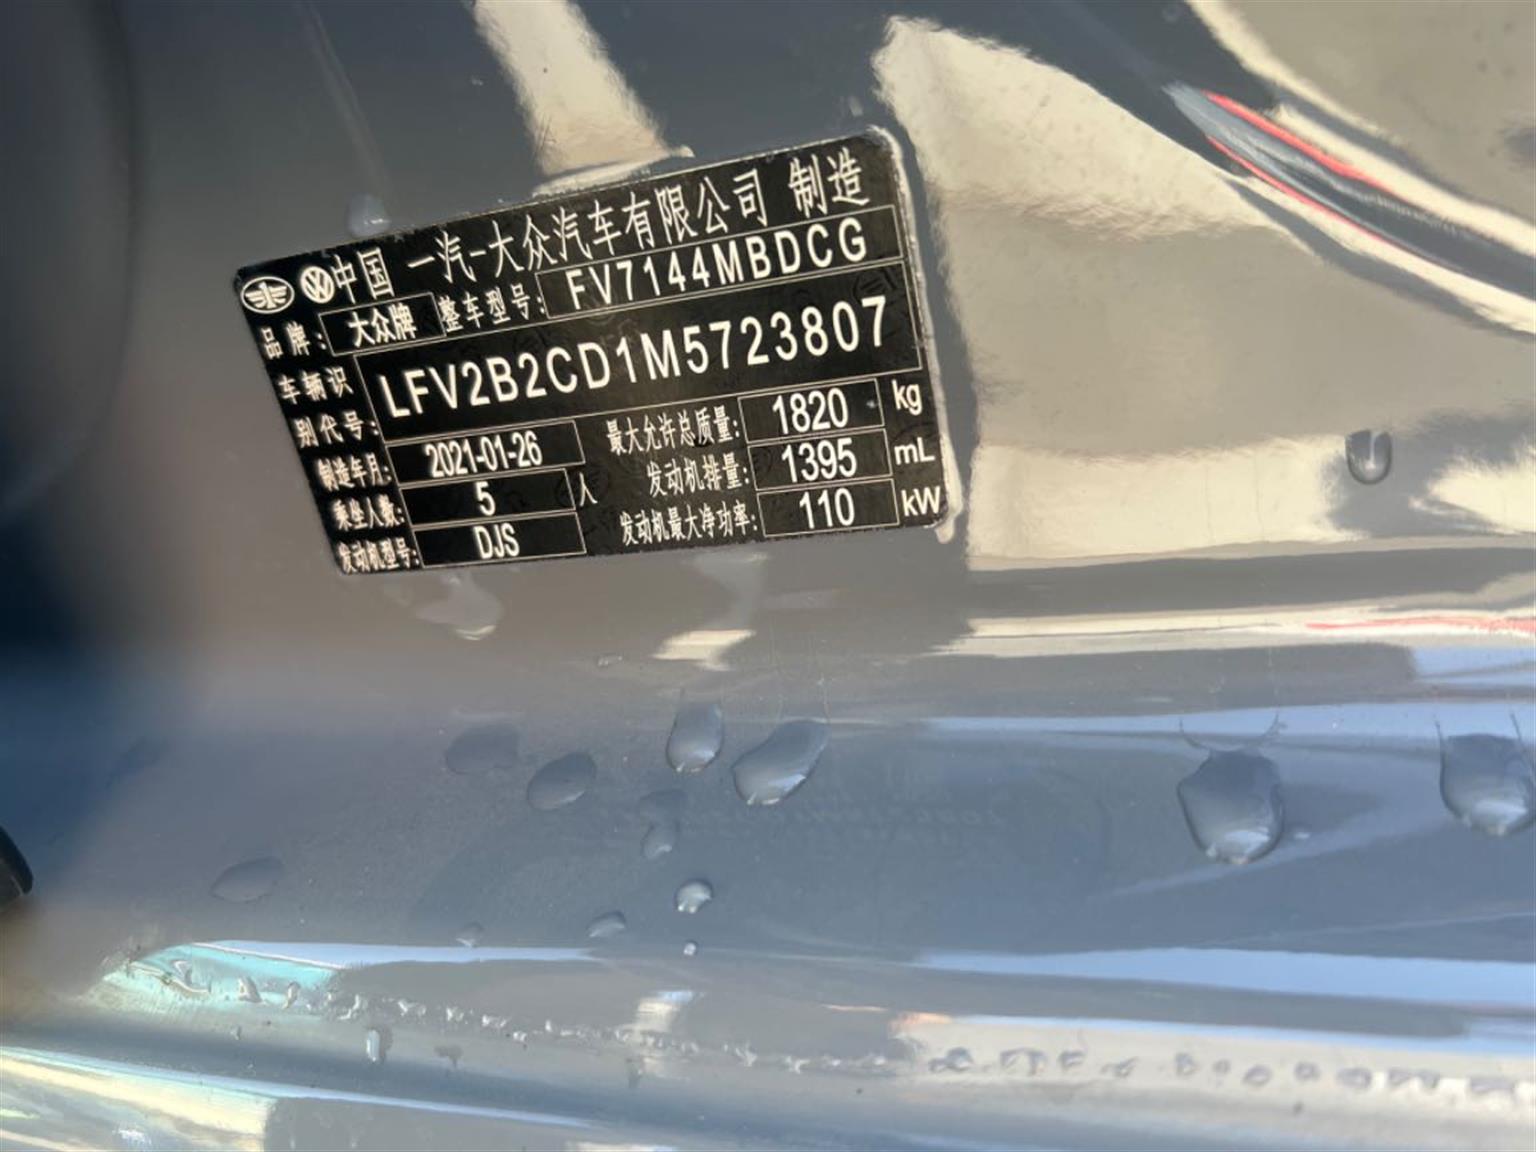 中国 一汽-大众汽车有限公司 制造
品牌: 大众牌 整车型号: FV7144MBDCG
车辆识别代号: LFV2B2CD1M5723807
制造年月: 2021-01-26 最大允许总质量: 1820 kg
乘坐人数: 5 人 发动机排量: 1395 mL
发动机型号: DJS 发动机最大净功率: 110 kW